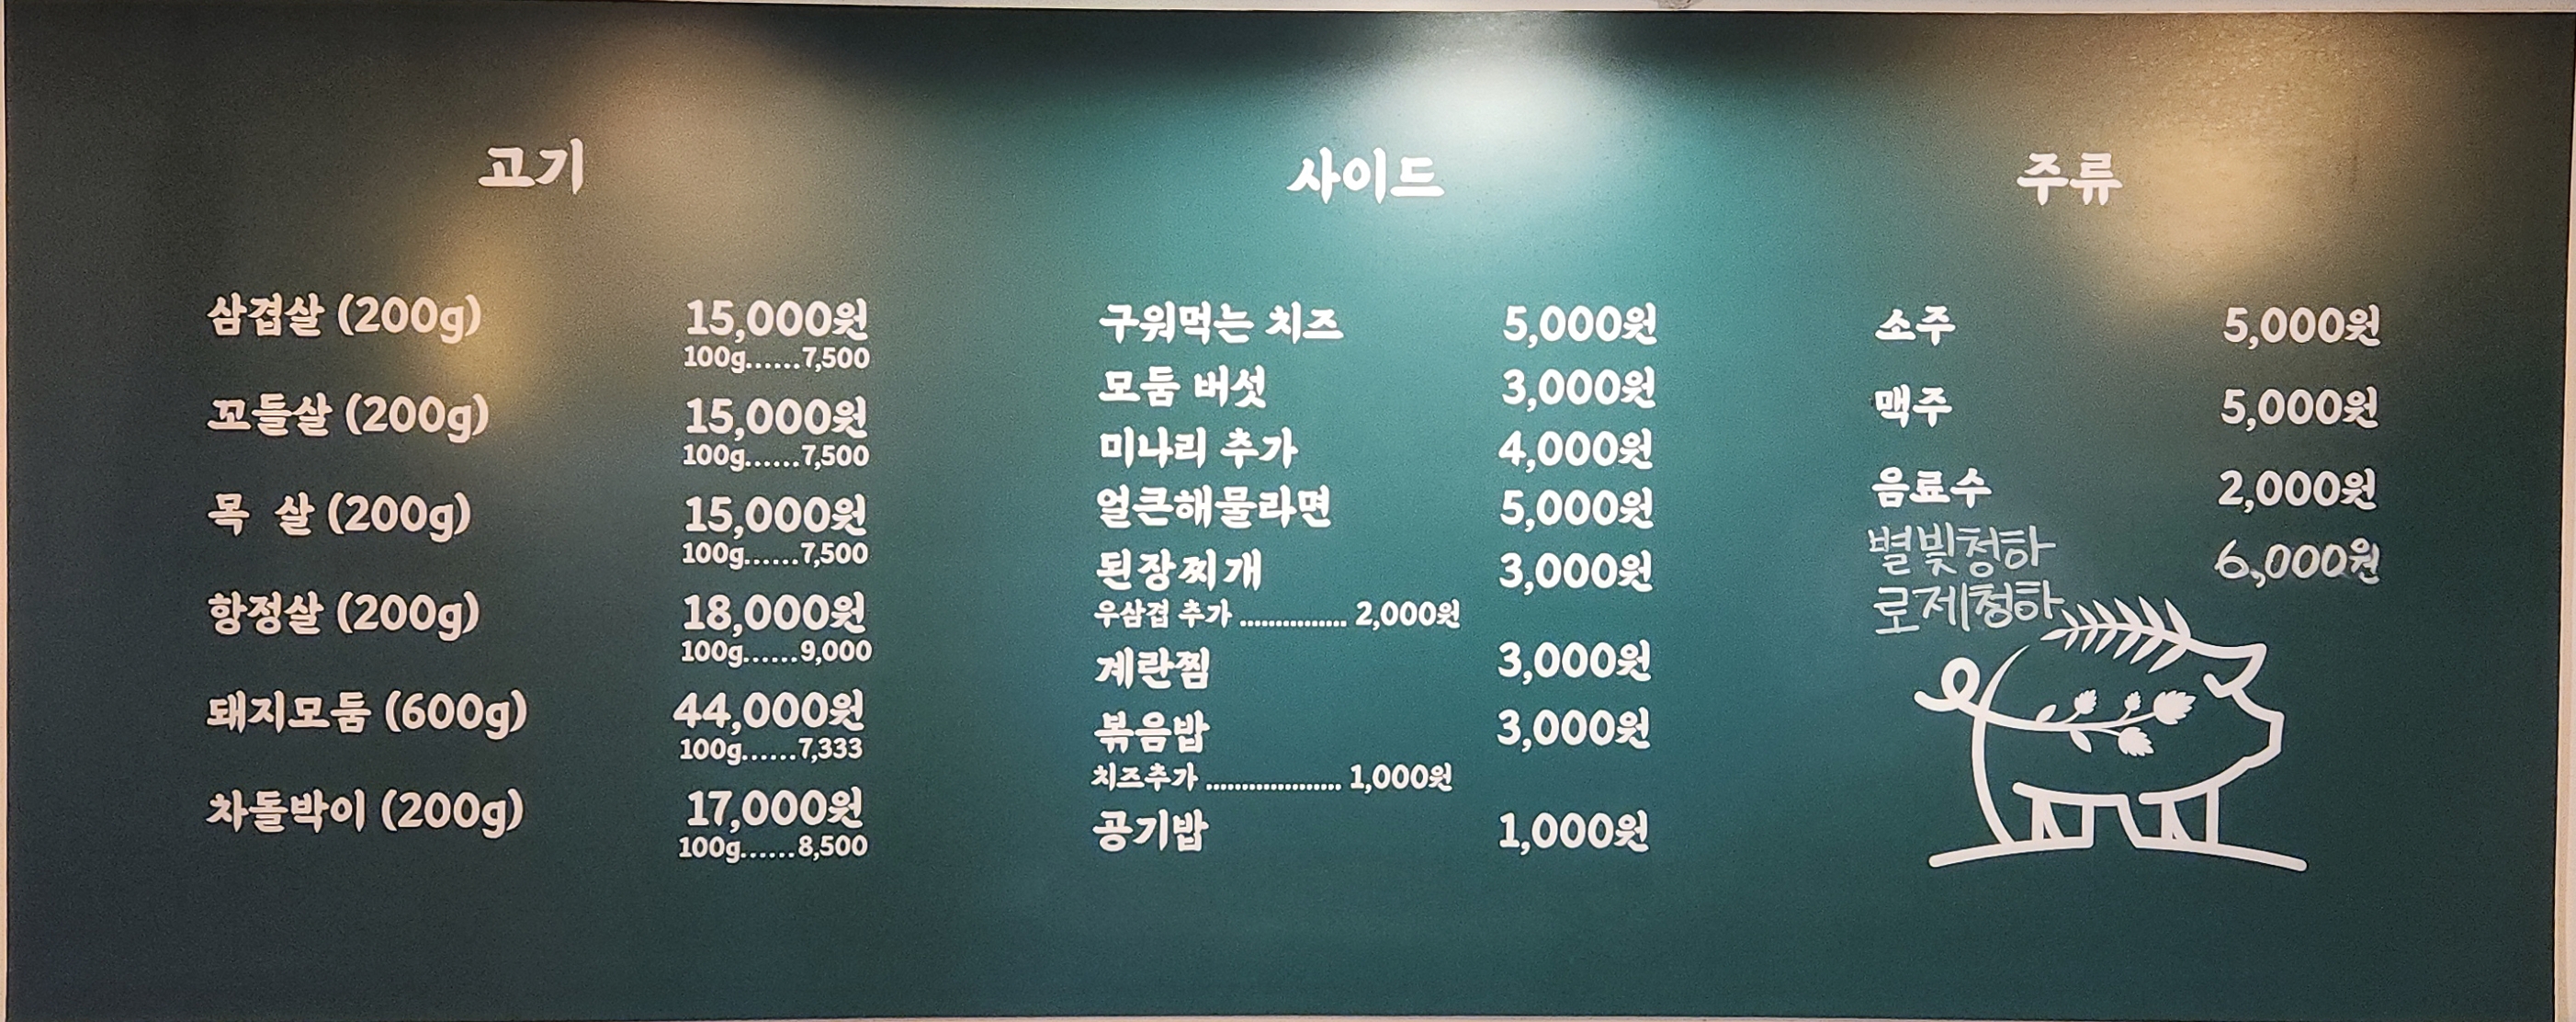 고기
삼겹살 (200g) 15,000원
100g......7,500
꼬들살 (200g) 15,000원
100g......7,500
목 살 (200g) 15,000원
100g......7,500
항정살 (200g) 18,000원
100g......9,000
돼지모둠 (600g) 44,000원
100g......7,333
차돌박이 (200g) 17,000원
100g......8,500
사이드
구워먹는 치즈 5,000원
모둠 버섯 3,000원
미나리 추가 4,000원
얼큰해물라면 5,000원
된장찌개 3,000원
우삼겹 추가 ............... 2,000원
계란찜 3,000원
볶음밥 3,000원
치즈추가 ................... 1,000원
공기밥 1,000원
주류
소주 5,000원
맥주 5,000원
음료수 2,000원
별빛청하 6,000원
로제청하